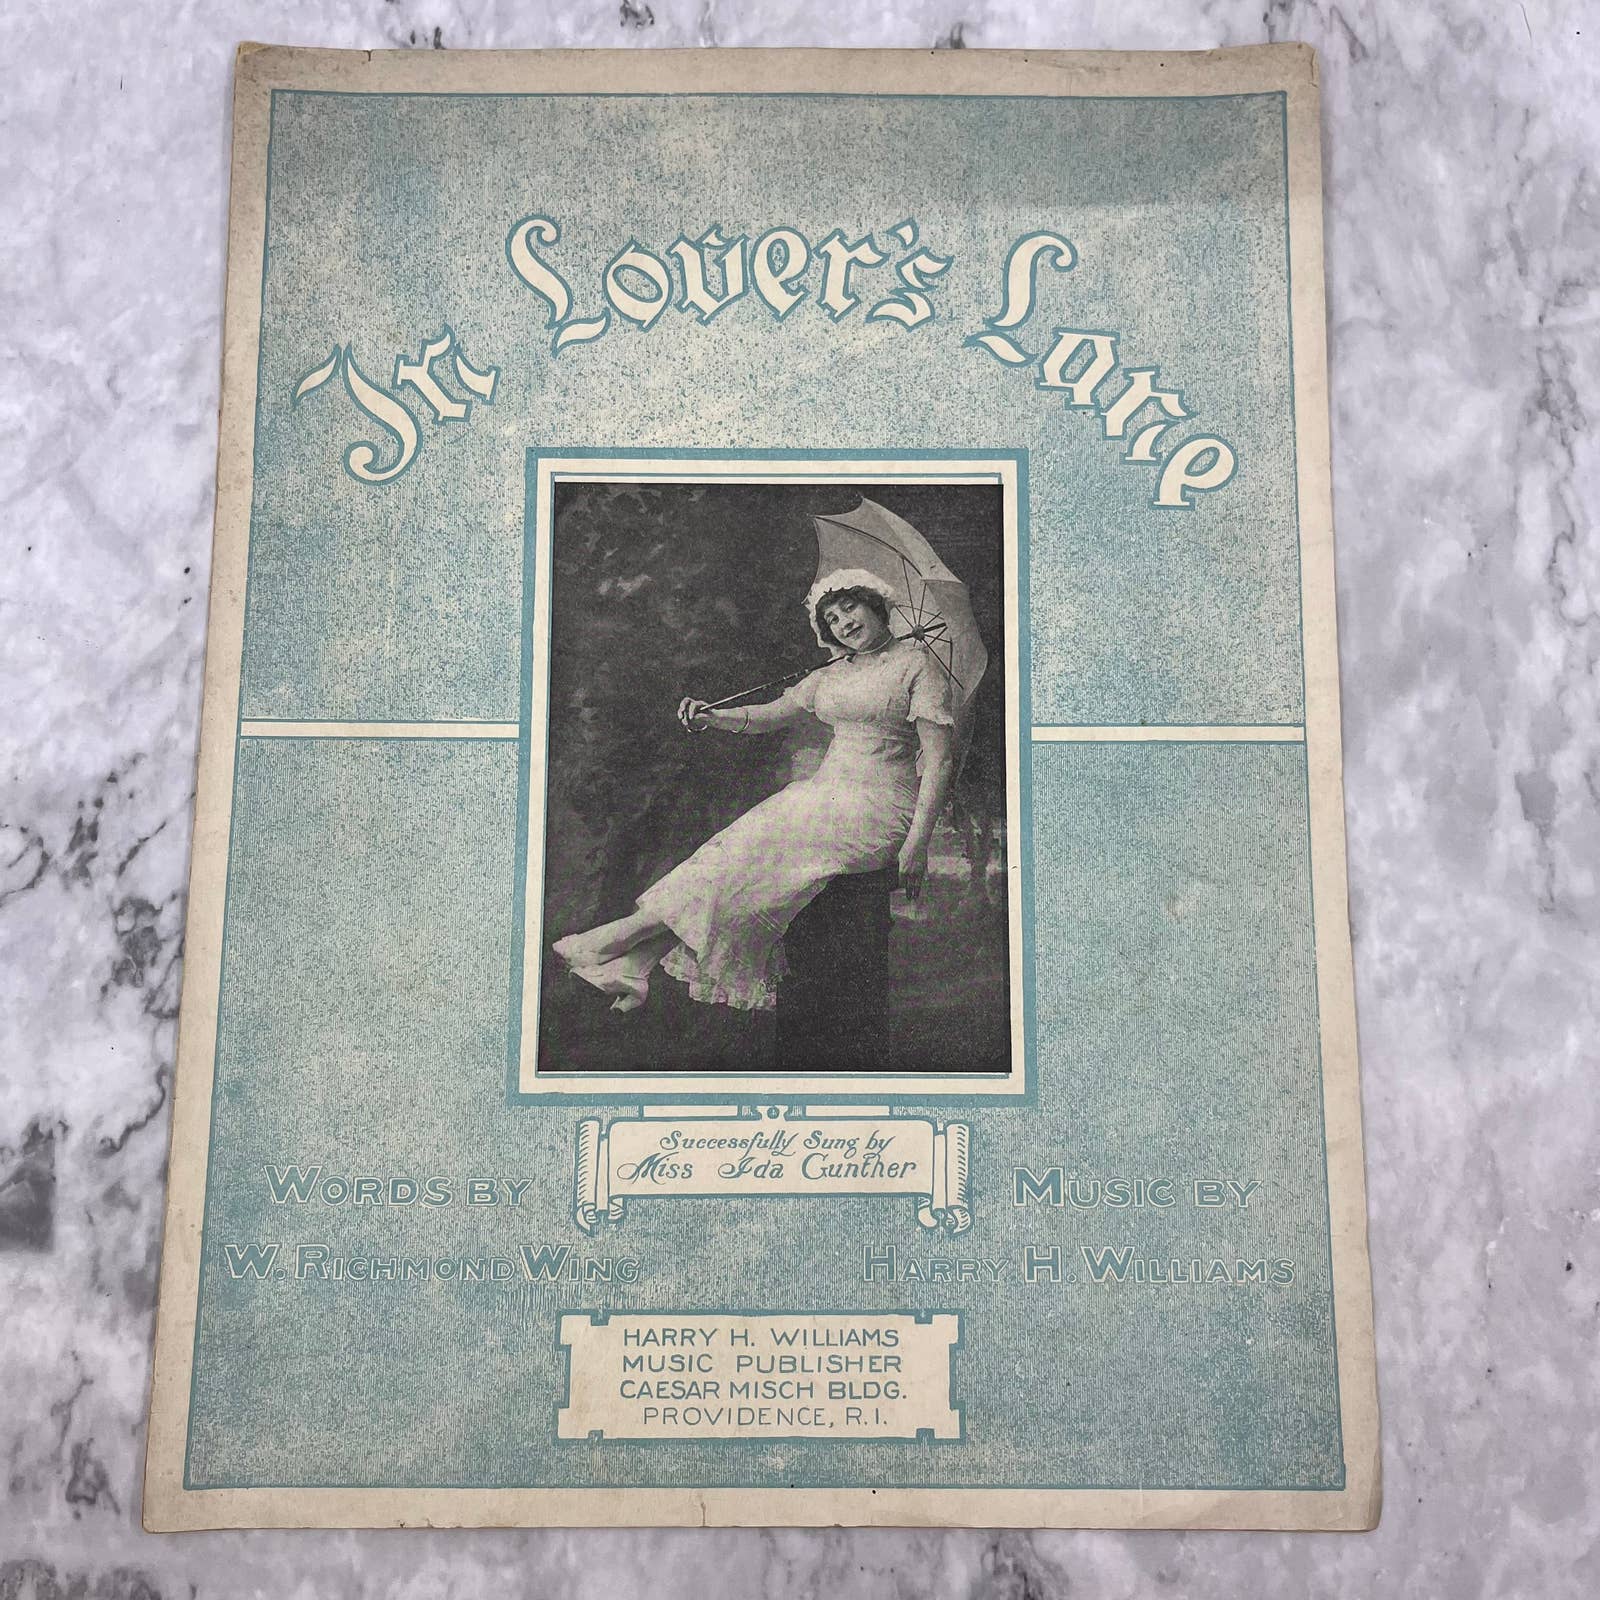 In Lover's Lane
Successfully Sung by
Miss Ida Gunther
WORDS BY
W. RICHMOND WING
MUSIC BY
HARRY H. WILLIAMS
HARRY H. WILLIAMS
MUSIC PUBLISHER
CAESAR MISCH BLDG.
PROVIDENCE, R.I.